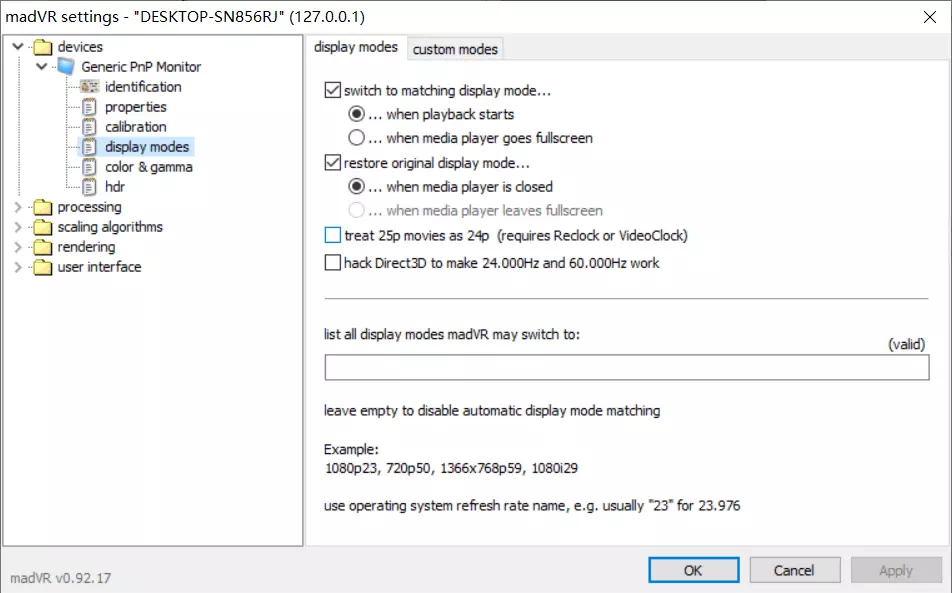 madVR settings - "DESKTOP-SN856RJ" (127.0.0.1)
devices
Generic PnP Monitor
identification
properties
calibration
display modes
color & gamma
hdr
processing
scaling algorithms
rendering
user interface
display modes
custom modes
switch to matching display mode...
... when playback starts
... when media player goes fullscreen
restore original display mode...
... when media player is closed
... when media player leaves fullscreen
treat 25p movies as 24p (requires Reclock or VideoClock)
hack Direct3D to make 24.000Hz and 60.000Hz work
list all display modes madVR may switch to:
(valid)
leave empty to disable automatic display mode matching
Example:
1080p23, 720p50, 1366x768p59, 1080i29
use operating system refresh rate name, e.g. usually "23" for 23.976
madVR v0.92.17
OK
Cancel
Apply